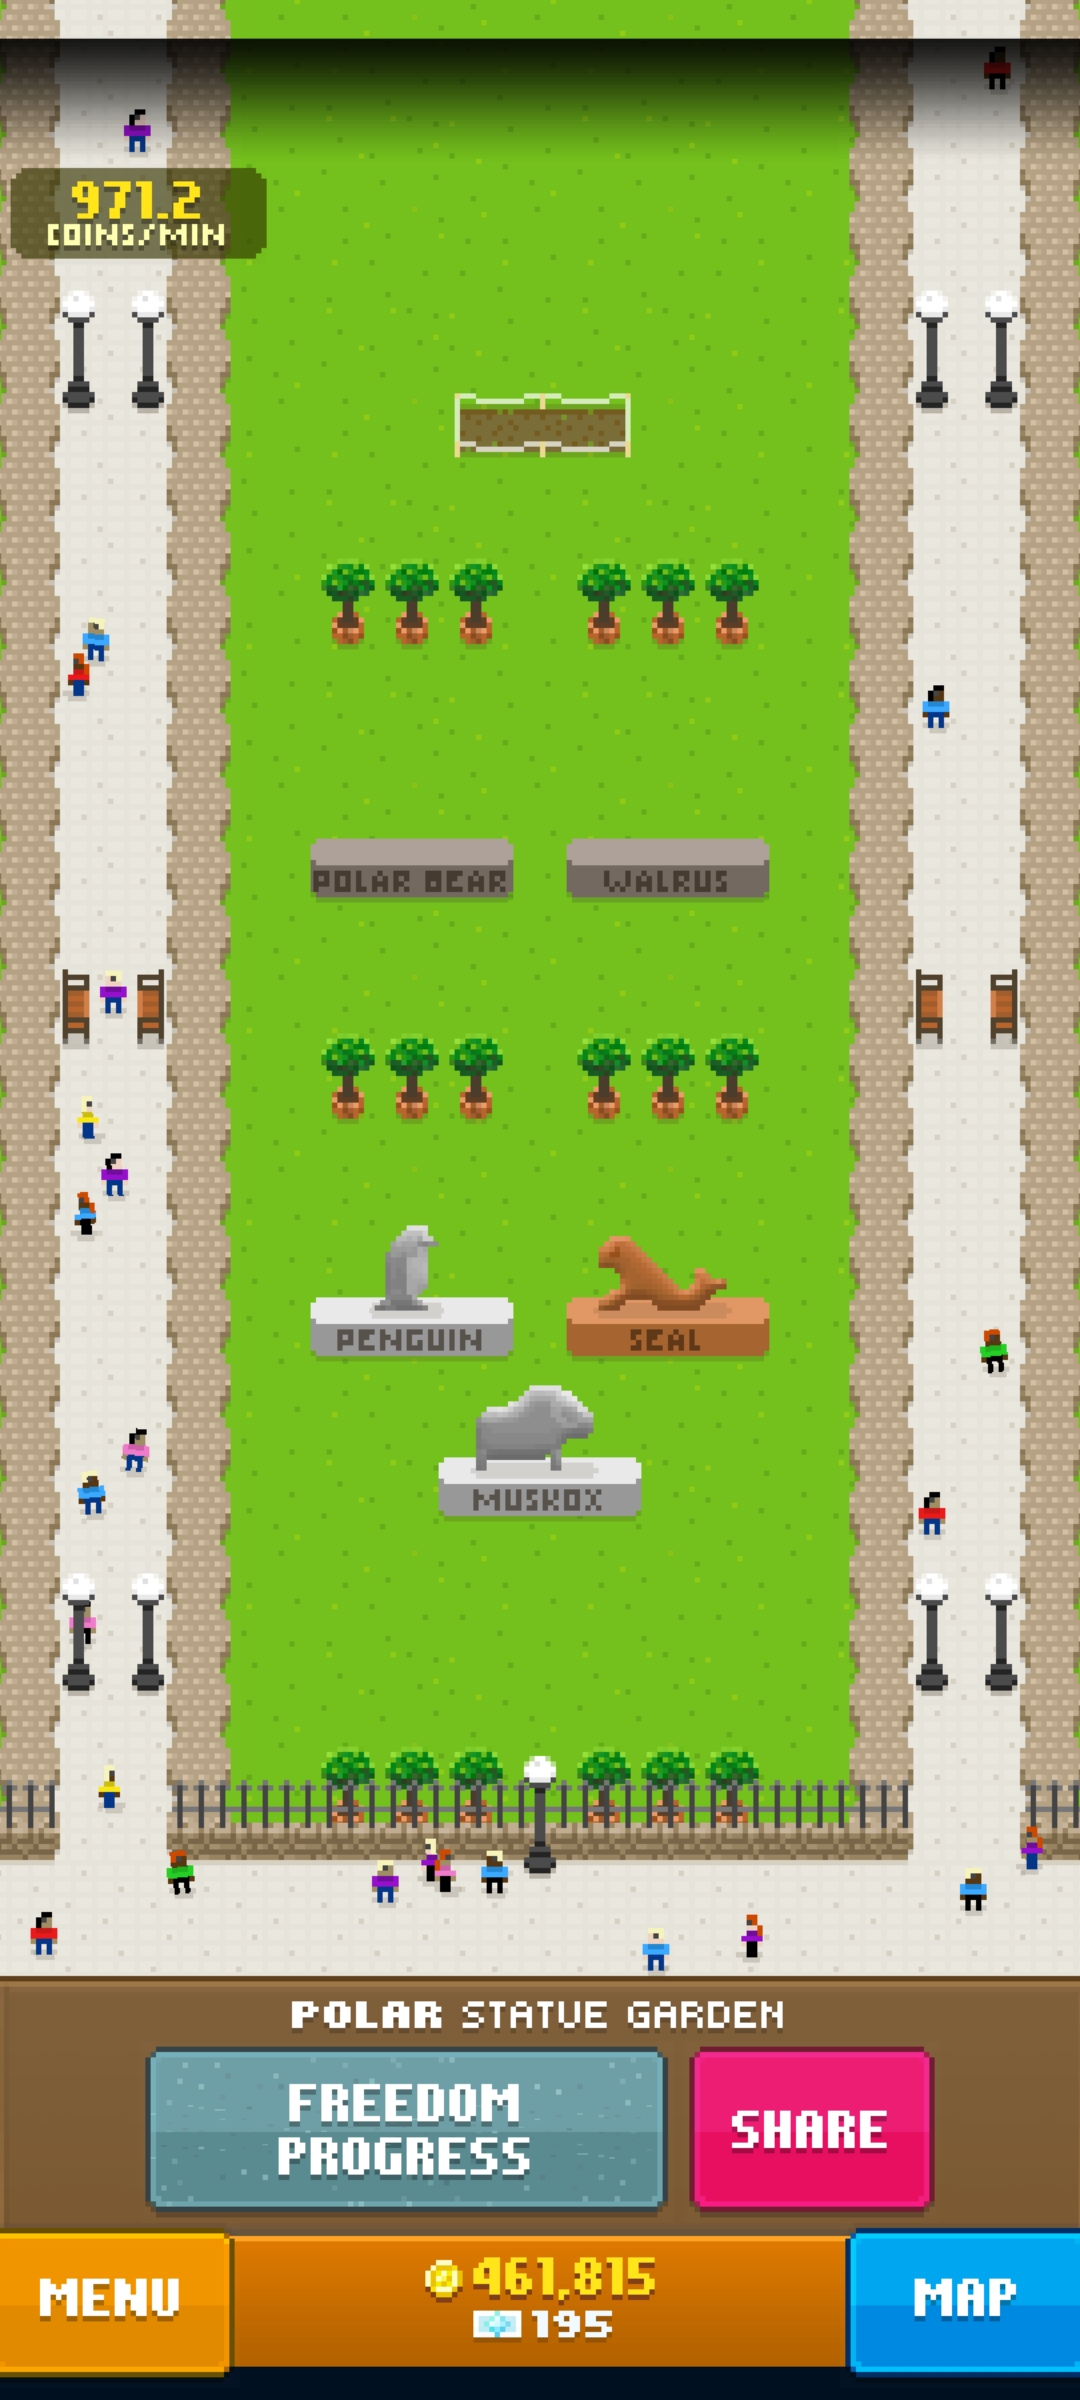 971.2
COINS/MIN
POLAR BEAR
WALRUS
PENGUIN
SEAL
MUSKOX
POLAR STATUE GARDEN
FREEDOM
PROGRESS
SHARE
MENU
461,815
195
MAP